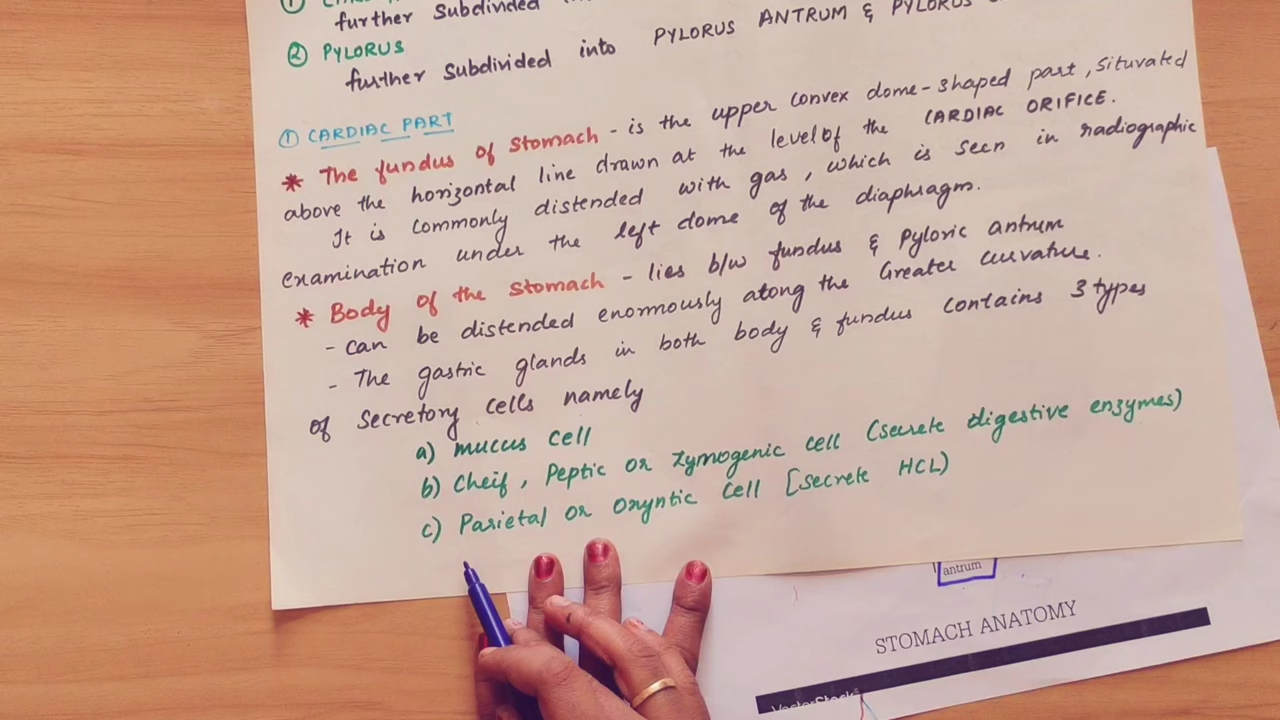 ①
further Subdivided
② PYLORUS
further Subdivided into PYLORUS ANTRUM & PYLORUS
① CARDIAC PART
* The fundus of Stomach - is the upper convex dome-shaped part, Situvated
above the horizontal line drawn at the level of the CARDIAC ORIFICE.
It is commonly distended with gas, which is seen in radiographic
examination under the left dome of the diaphragm.
* Body of the Stomach - lies b/w fundus & Pyloric antrum
- can be distended enormously along the Greater curvature.
- The gastric glands in both body & fundus contains 3 types
of Secretory cells namely
a) mucus cell
b) Cheif, Peptic or Zymogenic cell (secrete digestive enzymes)
c) Parietal or Oxyntic cell [secrete HCL)
antrum
STOMACH ANATOMY
VectorStock